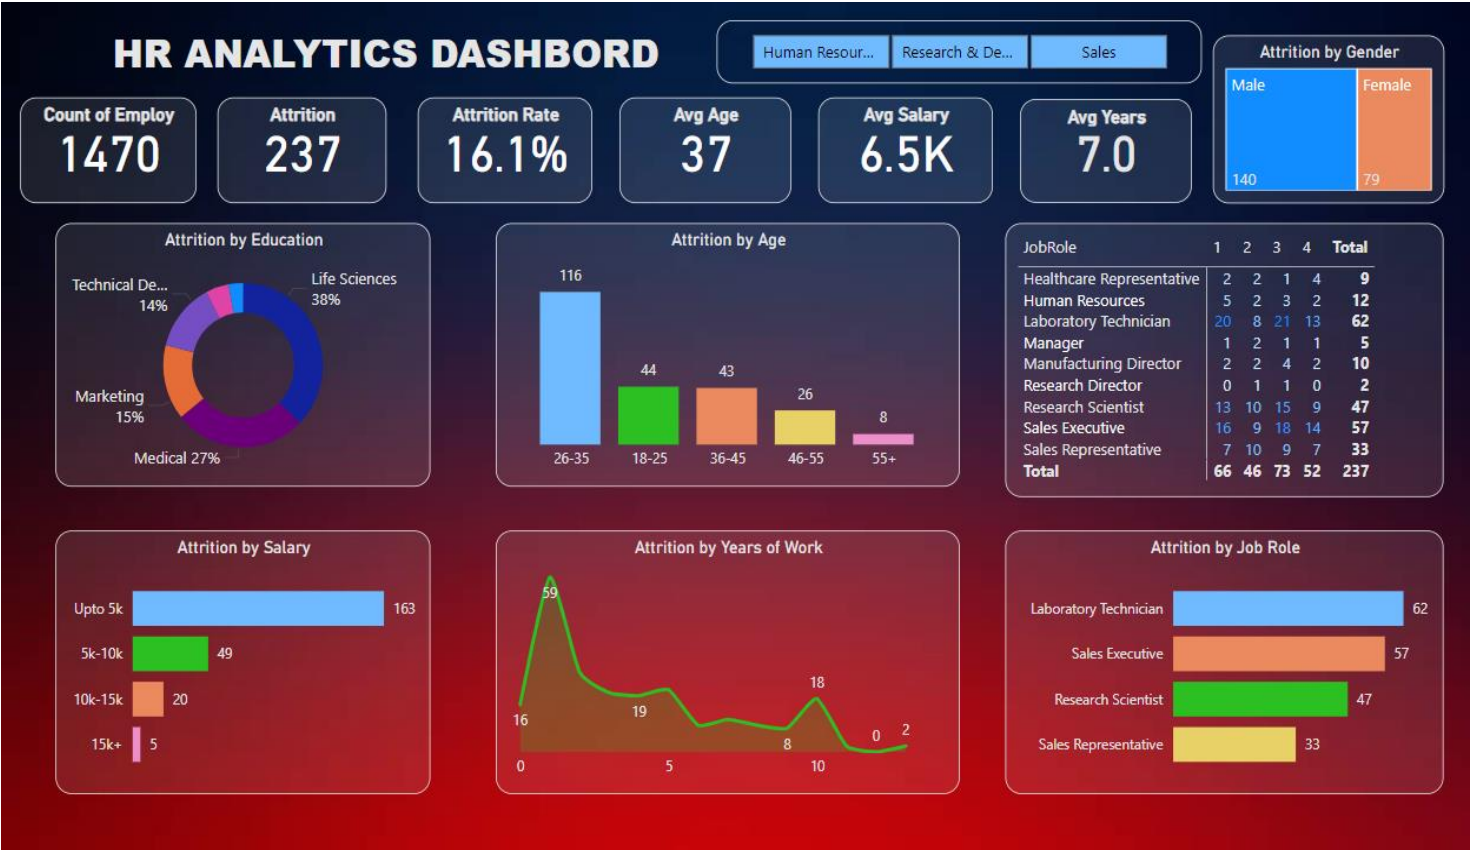 HR ANALYTICS DASHBORD
Human Resour...
Research & De...
Sales
Attrition by Gender
Male
Female
140
79
Count of Employ
1470
Attrition
237
Attrition Rate
16.1%
Avg Age
37
Avg Salary
6.5K
Avg Years
7.0
Attrition by Education
Life Sciences
38%
Technical De...
14%
Marketing
15%
Medical 27%
Attrition by Age
116
44
43
26
8
26-35 18-25 36-45 46-55 55+
JobRole 1 2 3 4 Total
Healthcare Representative 2 2 1 4 9
Human Resources 5 2 3 2 12
Laboratory Technician 20 8 21 13 62
Manager 1 2 1 1 5
Manufacturing Director 2 2 4 2 10
Research Director 0 1 1 0 2
Research Scientist 13 10 15 9 47
Sales Executive 16 9 18 14 57
Sales Representative 7 10 9 7 33
Total 66 46 73 52 237
Attrition by Salary
Upto 5k 163
5k-10k 49
10k-15k 20
15k+ 5
Attrition by Years of Work
59
16
19
8
18
0
2
0 5 10
Attrition by Job Role
Laboratory Technician 62
Sales Executive 57
Research Scientist 47
Sales Representative 33